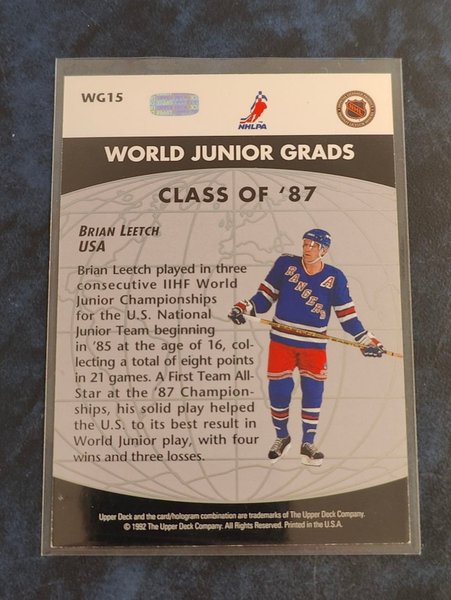 WG15
NHLPA
WORLD JUNIOR GRADS
CLASS OF '87
BRIAN LEETCH
USA
Brian Leetch played in three
consecutive IIHF World
Junior Championships
for the U.S. National
Junior Team beginning
in '85 at the age of 16, col-
lecting a total of eight points
in 21 games. A First Team All-
Star at the '87 Champion-
ships, his solid play helped
the U.S. to its best result in
World Junior play, with four
wins and three losses.
RANGERS
A
Upper Deck and the card/hologram combination are trademarks of The Upper Deck Company.
© 1992 The Upper Deck Company. All Rights Reserved. Printed in the U.S.A.